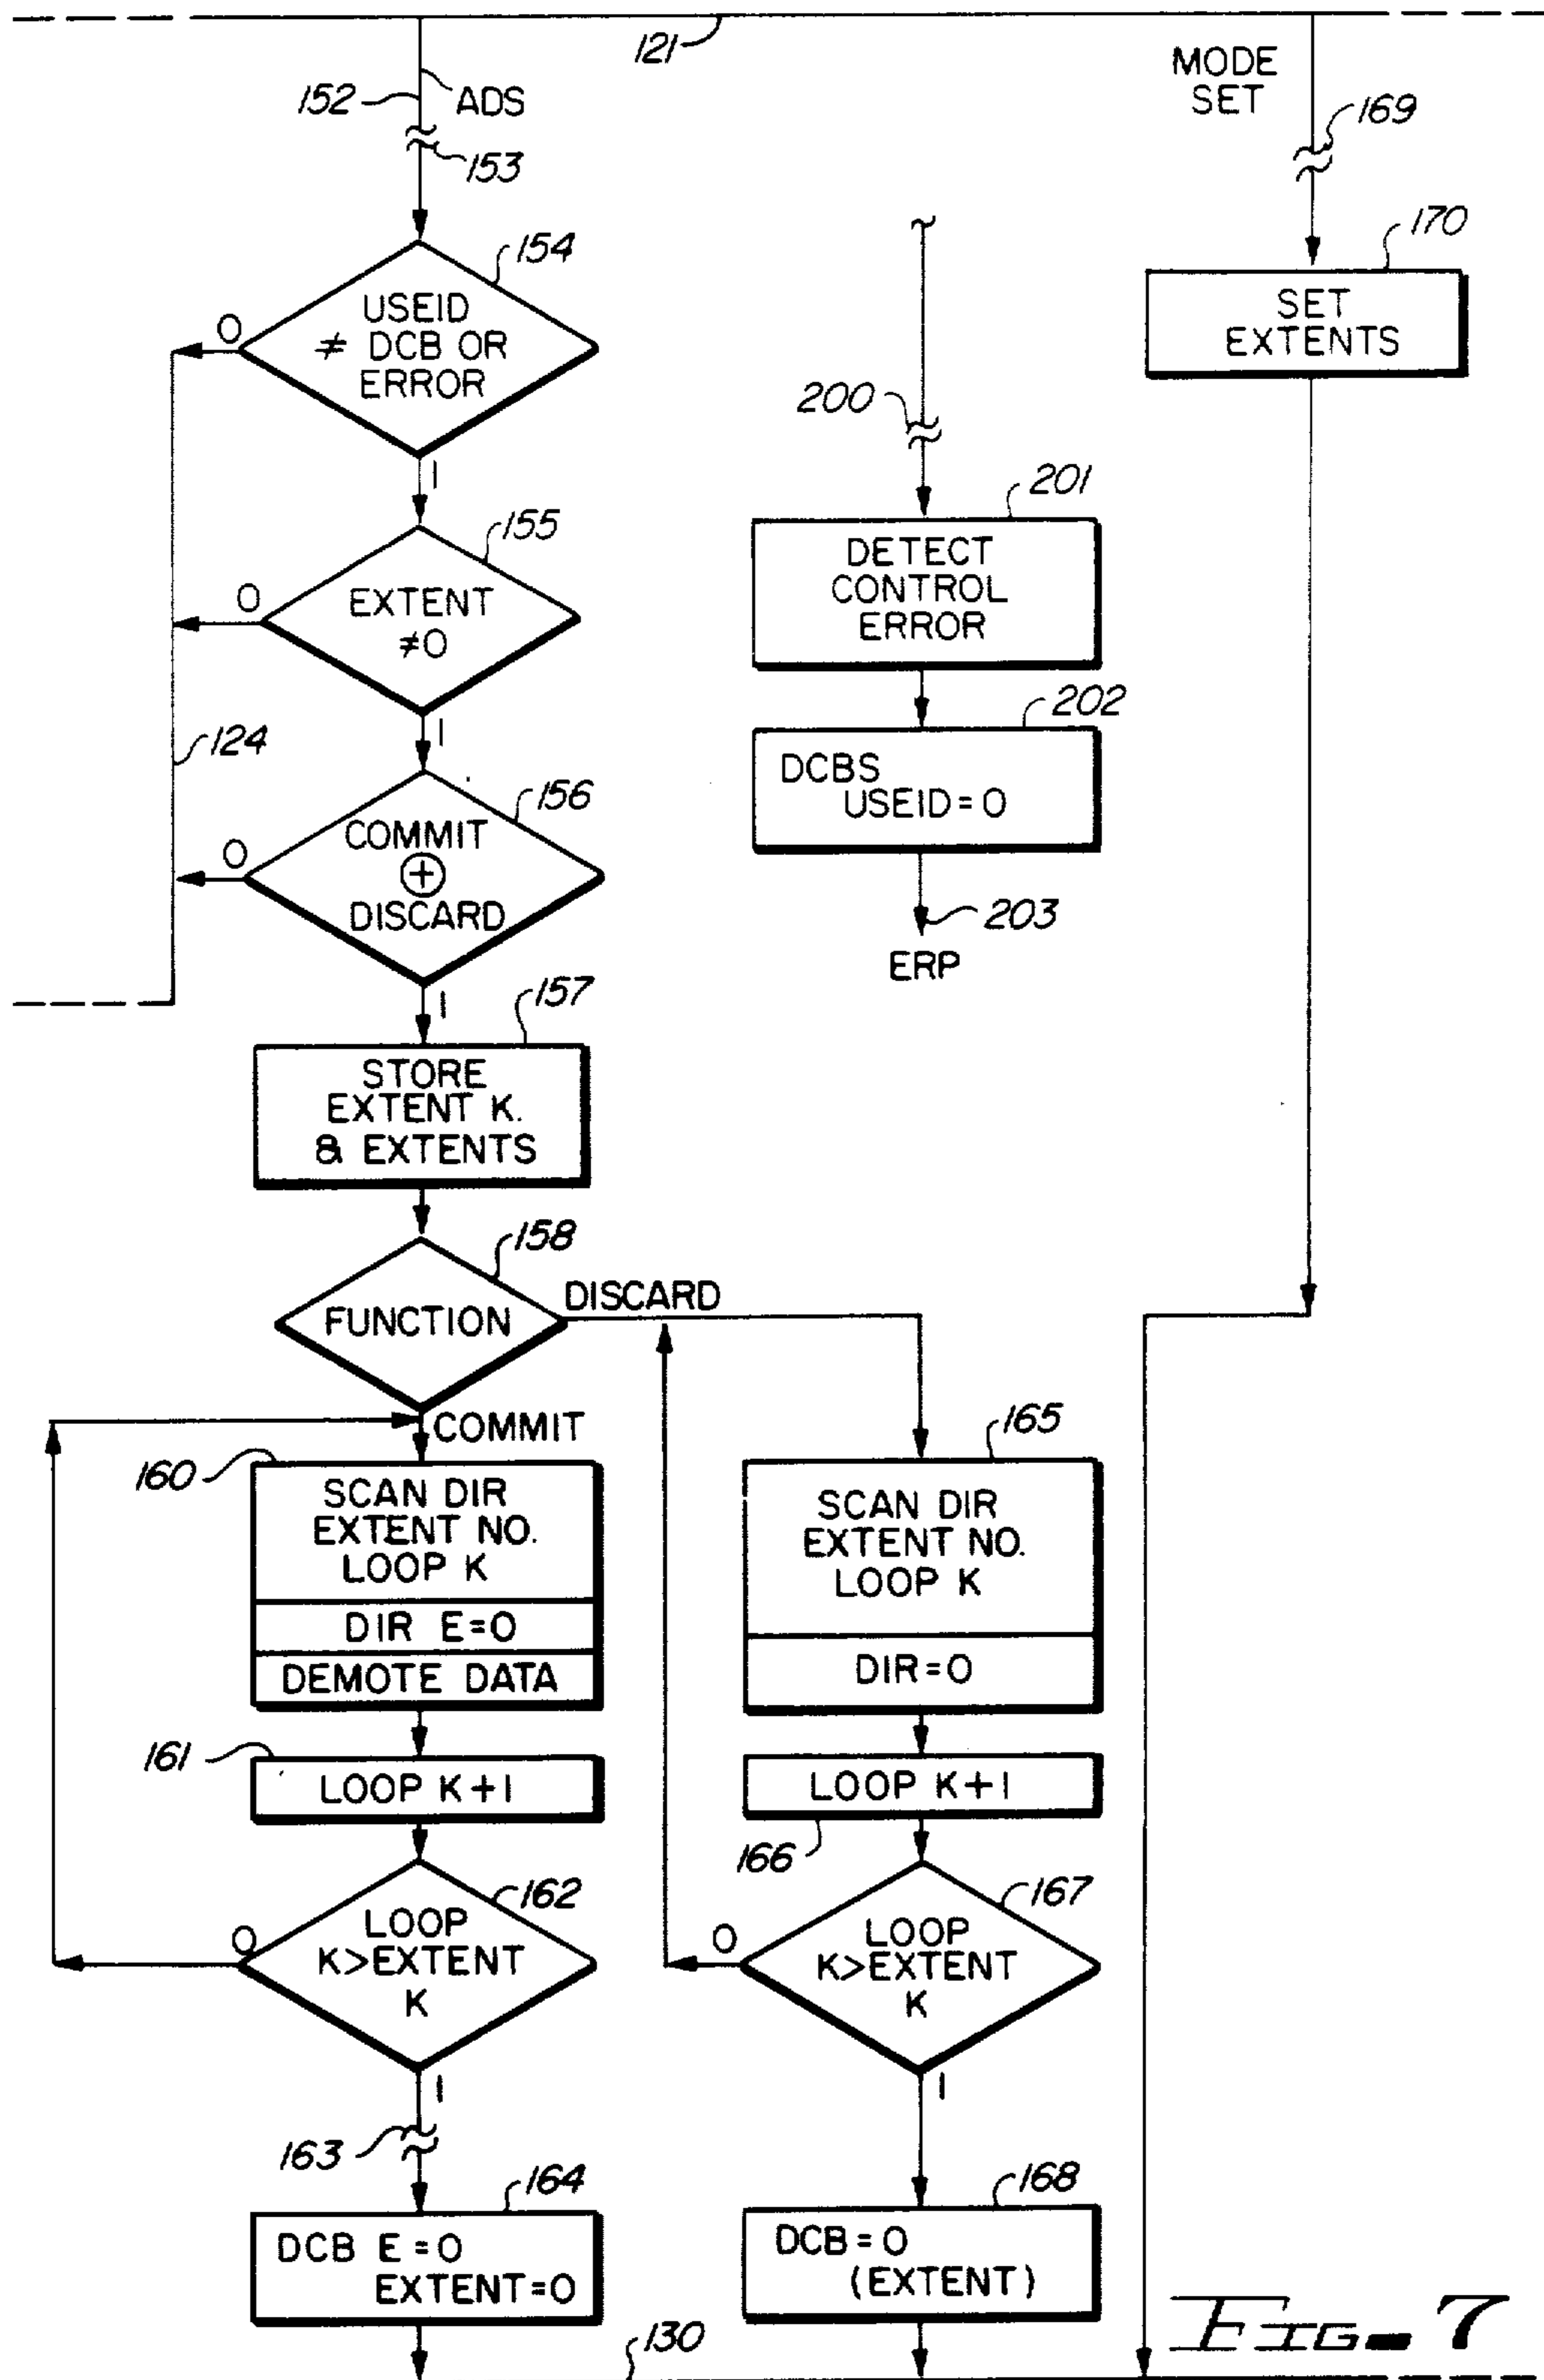 121
MODE
SET
152
ADS
169
153
154
170
USEID
≠ DCB OR
ERROR
0
1
SET
EXTENTS
200
155
201
EXTENT
≠0
0
1
DETECT
CONTROL
ERROR
124
202
156
DCBS
USEID = 0
COMMIT
⊕
DISCARD
0
1
203
ERP
157
STORE
EXTENT K.
& EXTENTS
158
FUNCTION
DISCARD
COMMIT
160
165
SCAN DIR
EXTENT NO.
LOOP K
DIR E=0
DEMOTE DATA
SCAN DIR
EXTENT NO.
LOOP K
DIR=0
161
LOOP K+1
LOOP K+1
166
162
167
LOOP
K>EXTENT
K
0
1
LOOP
K>EXTENT
K
0
1
163
164
168
DCB E=0
EXTENT=0
DCB=0
(EXTENT)
130
FIG. 7